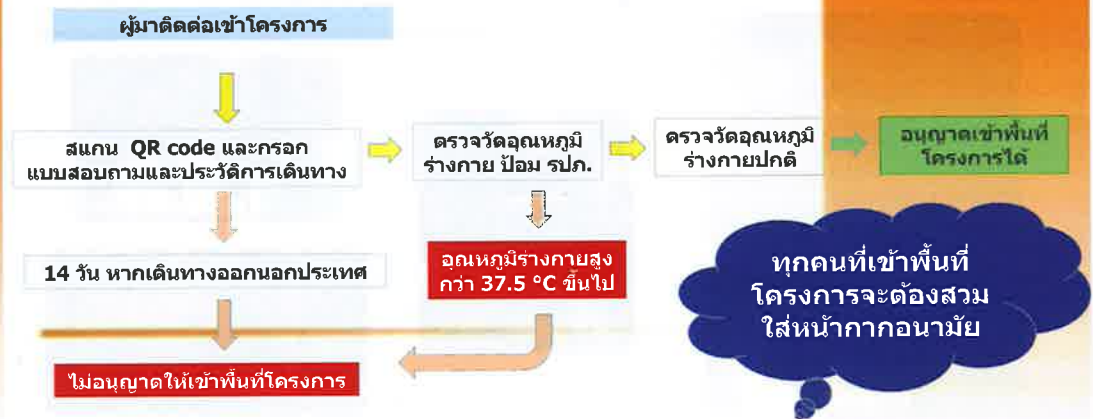 ผู้มาติดต่อเข้าโครงการ
สแกน QR code และกรอก
แบบสอบถามและประวัติการเดินทาง
ตรวจวัดอุณหภูมิ
ร่างกาย ป้อม รปภ.
ตรวจวัดอุณหภูมิ
ร่างกายปกติ
อนุญาตเข้าพื้นที่
โครงการได้
14 วัน หากเดินทางออกนอกประเทศ
อุณหภูมิร่างกายสูง
กว่า 37.5 °C ขึ้นไป
ทุกคนที่เข้าพื้นที่
โครงการจะต้องสวม
ใส่หน้ากากอนามัย
ไม่อนุญาตให้เข้าพื้นที่โครงการ